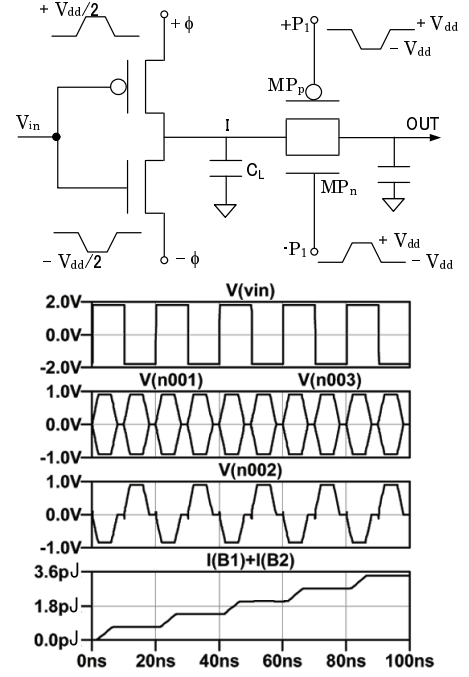 + Vdd/2
+ϕ
+P1
+ Vdd
- Vdd
MPp
Vin
I
OUT
CL
MPn
- Vdd/2
- ϕ
-P1
+ Vdd
- Vdd
V(vin)
2.0V
0.0V
-2.0V
V(n001) V(n003)
1.0V
0.0V
-1.0V
V(n002)
1.0V
0.0V
-1.0V
I(B1)+I(B2)
3.6pJ
1.8pJ
0.0pJ
0ns 20ns 40ns 60ns 80ns 100ns